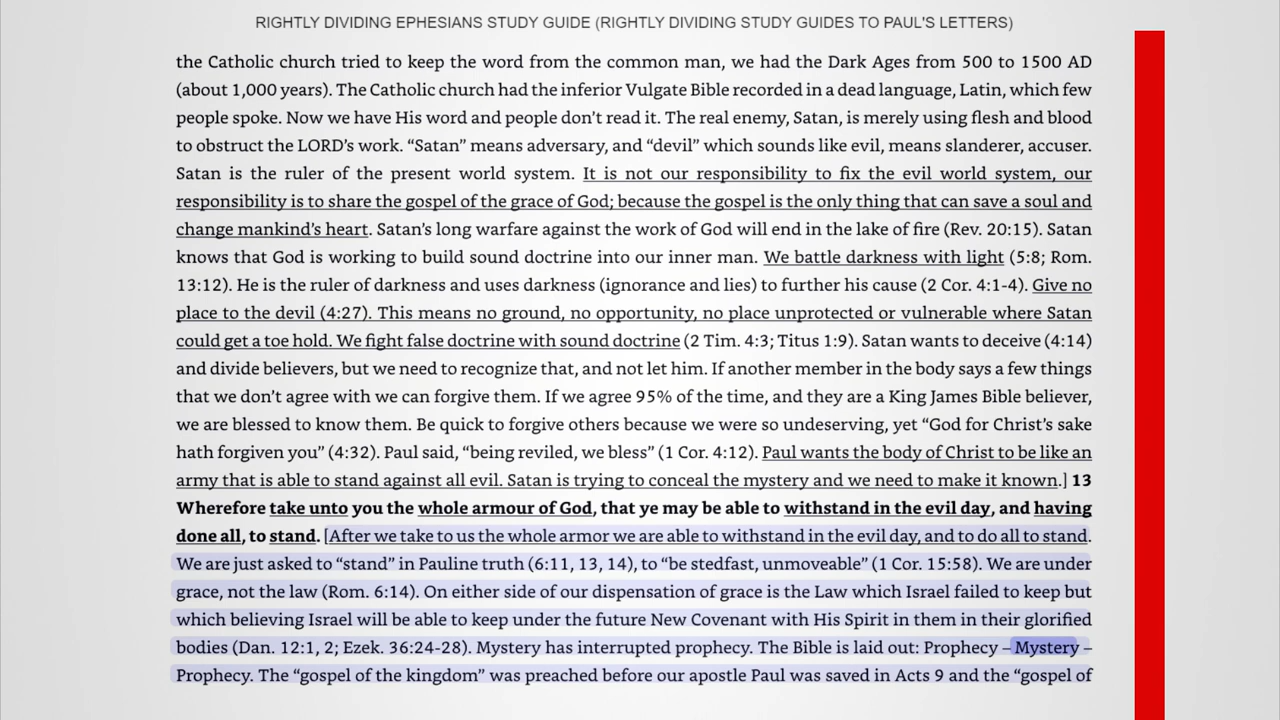 RIGHTLY DIVIDING EPHESIANS STUDY GUIDE (RIGHTLY DIVIDING STUDY GUIDES TO PAUL'S LETTERS)
the Catholic church tried to keep the word from the common man, we had the Dark Ages from 500 to 1500 AD
(about 1,000 years). The Catholic church had the inferior Vulgate Bible recorded in a dead language, Latin, which few
people spoke. Now we have His word and people don’t read it. The real enemy, Satan, is merely using flesh and blood
to obstruct the LORD’s work. “Satan” means adversary, and “devil” which sounds like evil, means slanderer, accuser.
Satan is the ruler of the present world system. It is not our responsibility to fix the evil world system, our
responsibility is to share the gospel of the grace of God; because the gospel is the only thing that can save a soul and
change mankind’s heart. Satan’s long warfare against the work of God will end in the lake of fire (Rev. 20:15). Satan
knows that God is working to build sound doctrine into our inner man. We battle darkness with light (5:8; Rom.
13:12). He is the ruler of darkness and uses darkness (ignorance and lies) to further his cause (2 Cor. 4:1-4). Give no
place to the devil (4:27). This means no ground, no opportunity, no place unprotected or vulnerable where Satan
could get a toe hold. We fight false doctrine with sound doctrine (2 Tim. 4:3; Titus 1:9). Satan wants to deceive (4:14)
and divide believers, but we need to recognize that, and not let him. If another member in the body says a few things
that we don’t agree with we can forgive them. If we agree 95% of the time, and they are a King James Bible believer,
we are blessed to know them. Be quick to forgive others because we were so undeserving, yet “God for Christ’s sake
hath forgiven you” (4:32). Paul said, “being reviled, we bless” (1 Cor. 4:12). Paul wants the body of Christ to be like an
army that is able to stand against all evil. Satan is trying to conceal the mystery and we need to make it known.] 13
Wherefore take unto you the whole armour of God, that ye may be able to withstand in the evil day, and having
done all, to stand. [After we take to us the whole armor we are able to withstand in the evil day, and to do all to stand.
We are just asked to “stand” in Pauline truth (6:11, 13, 14), to “be stedfast, unmoveable” (1 Cor. 15:58). We are under
grace, not the law (Rom. 6:14). On either side of our dispensation of grace is the Law which Israel failed to keep but
which believing Israel will be able to keep under the future New Covenant with His Spirit in them in their glorified
bodies (Dan. 12:1, 2; Ezek. 36:24-28). Mystery has interrupted prophecy. The Bible is laid out: Prophecy – Mystery –
Prophecy. The “gospel of the kingdom” was preached before our apostle Paul was saved in Acts 9 and the “gospel of